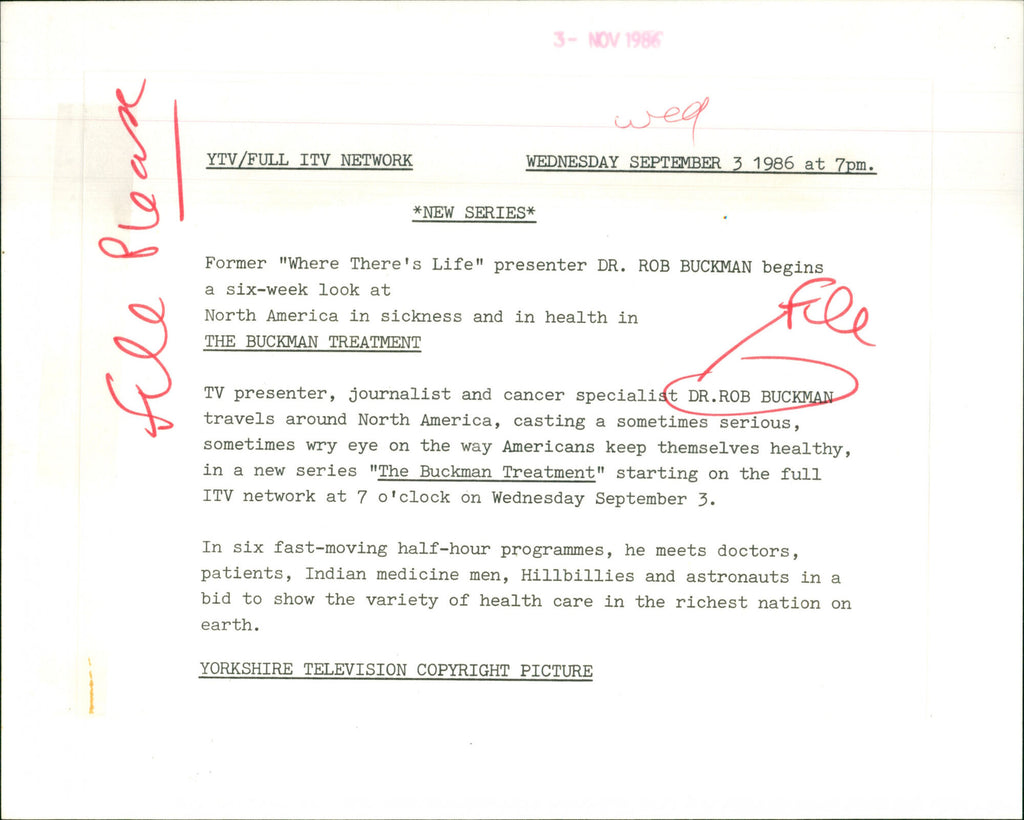 3- NOV 1986
wed
File Please
YTV/FULL ITV NETWORK WEDNESDAY SEPTEMBER 3 1986 at 7pm.
*NEW SERIES*
Former "Where There's Life" presenter DR. ROB BUCKMAN begins
a six-week look at
North America in sickness and in health in
THE BUCKMAN TREATMENT
File
TV presenter, journalist and cancer specialist DR.ROB BUCKMAN
travels around North America, casting a sometimes serious,
sometimes wry eye on the way Americans keep themselves healthy,
in a new series "The Buckman Treatment" starting on the full
ITV network at 7 o'clock on Wednesday September 3.
In six fast-moving half-hour programmes, he meets doctors,
patients, Indian medicine men, Hillbillies and astronauts in a
bid to show the variety of health care in the richest nation on
earth.
YORKSHIRE TELEVISION COPYRIGHT PICTURE